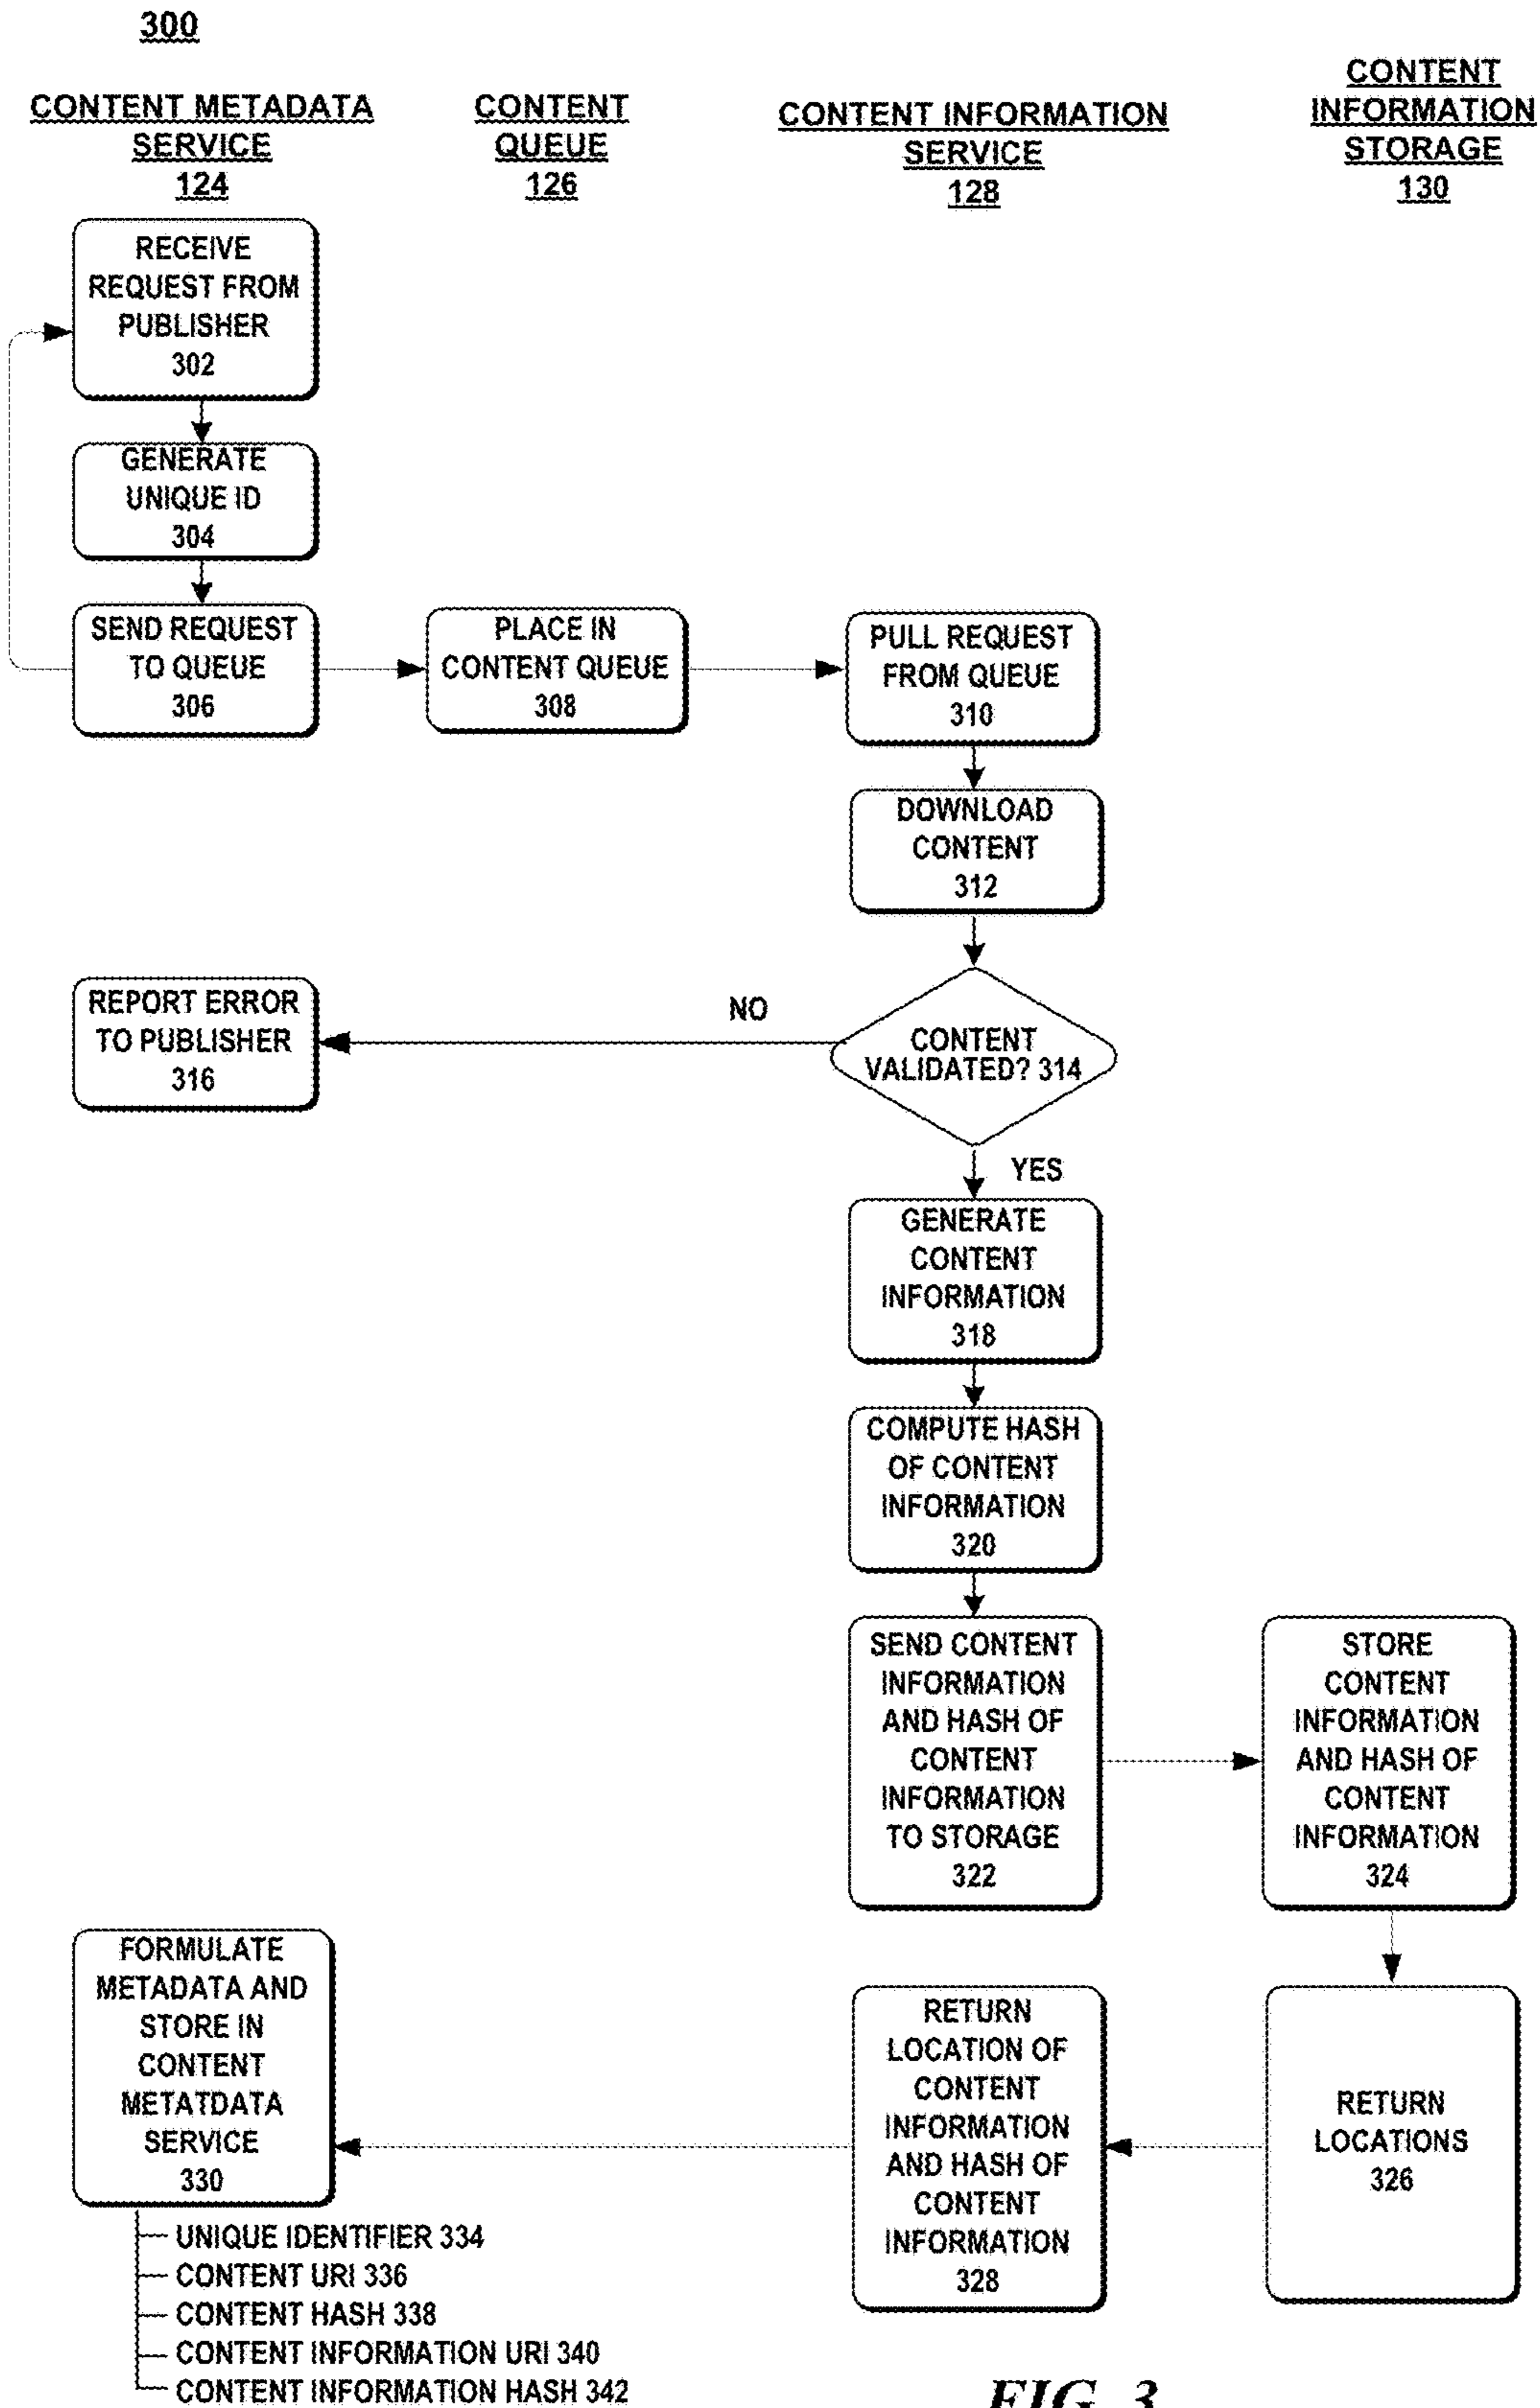 300
CONTENT METADATA
SERVICE
124
CONTENT
QUEUE
126
CONTENT INFORMATION
SERVICE
128
CONTENT
INFORMATION
STORAGE
130
RECEIVE
REQUEST FROM
PUBLISHER
302
GENERATE
UNIQUE ID
304
SEND REQUEST
TO QUEUE
306
PLACE IN
CONTENT QUEUE
308
PULL REQUEST
FROM QUEUE
310
DOWNLOAD
CONTENT
312
CONTENT
VALIDATED? 314
NO
REPORT ERROR
TO PUBLISHER
316
YES
GENERATE
CONTENT
INFORMATION
318
COMPUTE HASH
OF CONTENT
INFORMATION
320
SEND CONTENT
INFORMATION
AND HASH OF
CONTENT
INFORMATION
TO STORAGE
322
STORE
CONTENT
INFORMATION
AND HASH OF
CONTENT
INFORMATION
324
RETURN
LOCATIONS
326
RETURN
LOCATION OF
CONTENT
INFORMATION
AND HASH OF
CONTENT
INFORMATION
328
FORMULATE
METADATA AND
STORE IN
CONTENT
METATDATA
SERVICE
330
UNIQUE IDENTIFIER 334
CONTENT URI 336
CONTENT HASH 338
CONTENT INFORMATION URI 340
CONTENT INFORMATION HASH 342
FIG. 3